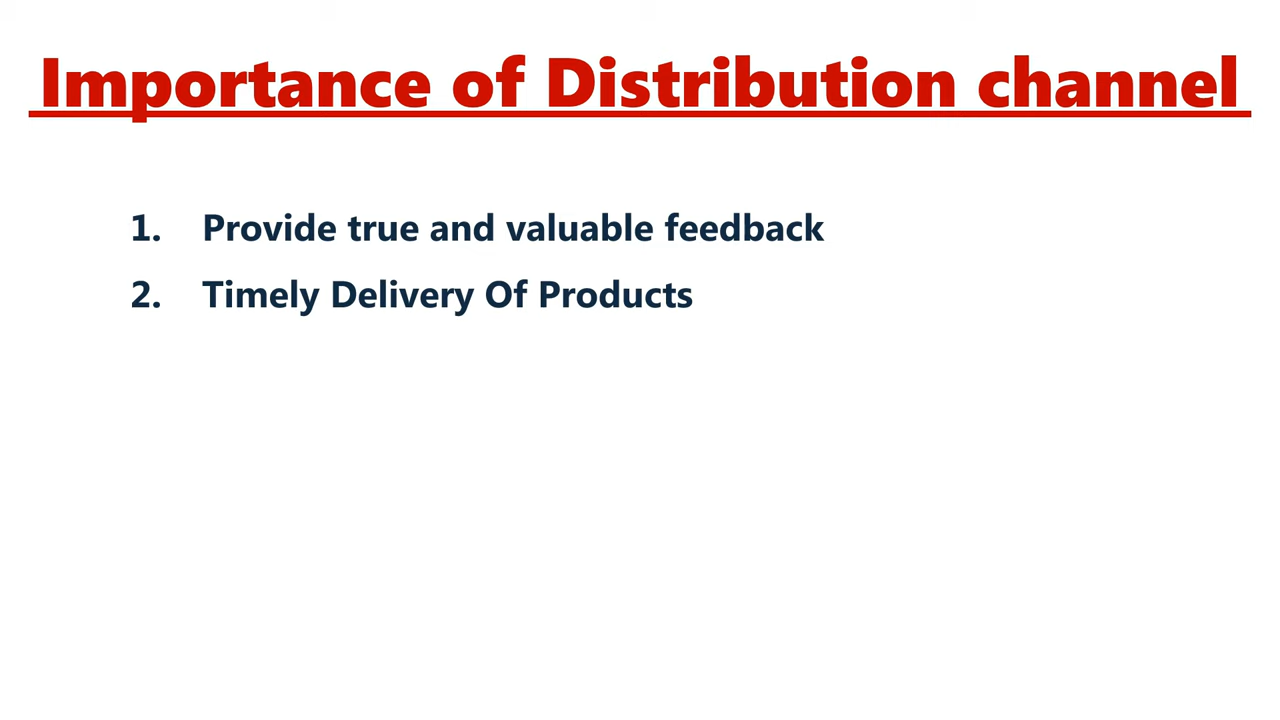 Importance of Distribution channel
1. Provide true and valuable feedback
2. Timely Delivery Of Products